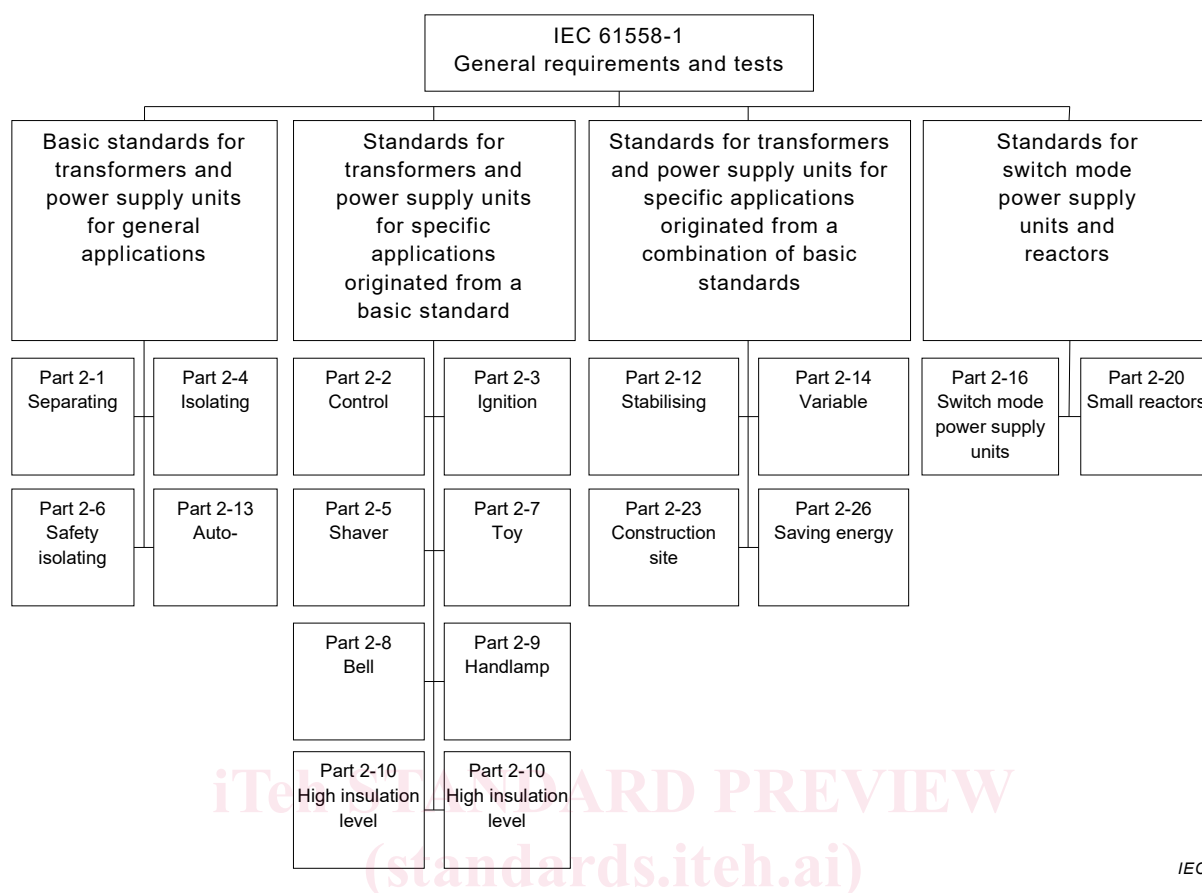 IEC 61558-1
General requirements and tests
Basic standards for
transformers and
power supply units
for general
applications
Standards for
transformers and
power supply units
for specific
applications
originated from a
basic standard
Standards for transformers
and power supply units for
specific applications
originated from a
combination of basic
standards
Standards for
switch mode
power supply
units and
reactors
Part 2-1
Separating
Part 2-4
Isolating
Part 2-2
Control
Part 2-3
Ignition
Part 2-12
Stabilising
Part 2-14
Variable
Part 2-16
Switch mode
power supply
units
Part 2-20
Small reactors
Part 2-6
Safety
isolating
Part 2-13
Auto-
Part 2-5
Shaver
Part 2-7
Toy
Part 2-23
Construction
site
Part 2-26
Saving energy
Part 2-8
Bell
Part 2-9
Handlamp
Part 2-10
High insulation
level
Part 2-10
High insulation
level
iTeh STANDARD PREVIEW
(standards.iteh.ai)
IEC